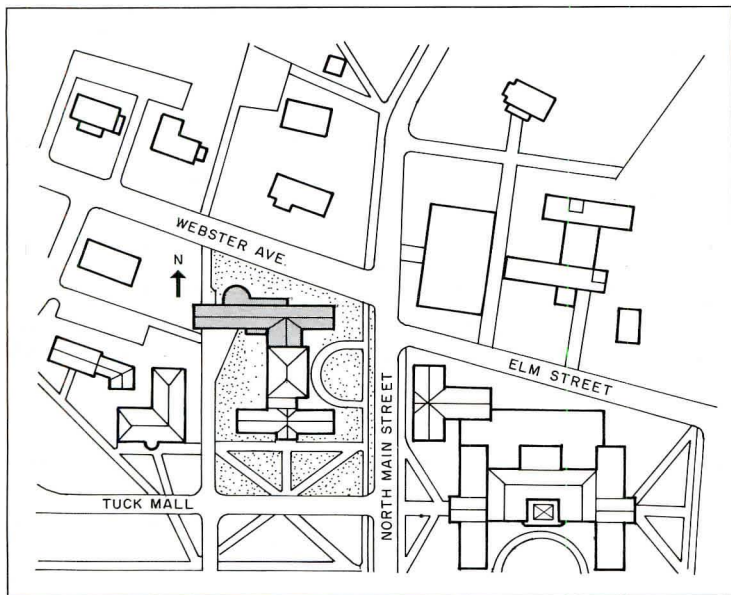 WEBSTER AVE.
N
ELM STREET
NORTH MAIN STREET
TUCK MALL